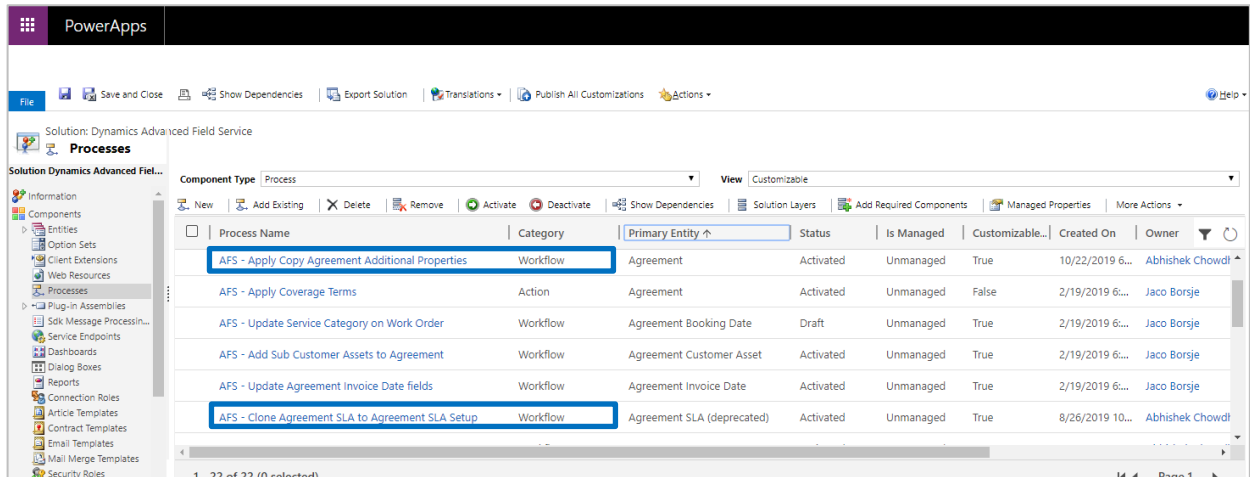 PowerApps
File Save and Close Show Dependencies Export Solution Translations Publish All Customizations Actions Help
Solution: Dynamics Advanced Field Service
Processes
Solution Dynamics Advanced Fiel...
Component Type Process View Customizable
Information
Components
Entities
Option Sets
Client Extensions
Web Resources
Processes
Plug-in Assemblies
Sdk Message Processin...
Service Endpoints
Dashboards
Dialog Boxes
Reports
Connection Roles
Article Templates
Contract Templates
Email Templates
Mail Merge Templates
Security Roles
New Add Existing Delete Remove Activate Deactivate Show Dependencies Solution Layers Add Required Components Managed Properties More Actions
Process Name Category Primary Entity ↑ Status Is Managed Customizable... Created On Owner
AFS - Apply Copy Agreement Additional Properties Workflow Agreement Activated Unmanaged True 10/22/2019 6... Abhishek Chowdh
AFS - Apply Coverage Terms Action Agreement Activated Unmanaged False 2/19/2019 6:... Jaco Borsje
AFS - Update Service Category on Work Order Workflow Agreement Booking Date Draft Unmanaged True 2/19/2019 6:... Jaco Borsje
AFS - Add Sub Customer Assets to Agreement Workflow Agreement Customer Asset Activated Unmanaged True 2/19/2019 6:... Jaco Borsje
AFS - Update Agreement Invoice Date fields Workflow Agreement Invoice Date Activated Unmanaged True 2/19/2019 6:... Jaco Borsje
AFS - Clone Agreement SLA to Agreement SLA Setup Workflow Agreement SLA (deprecated) Activated Unmanaged True 8/26/2019 10... Abhishek Chowdh
1 - 22 of 22 (0 selected) Page 1